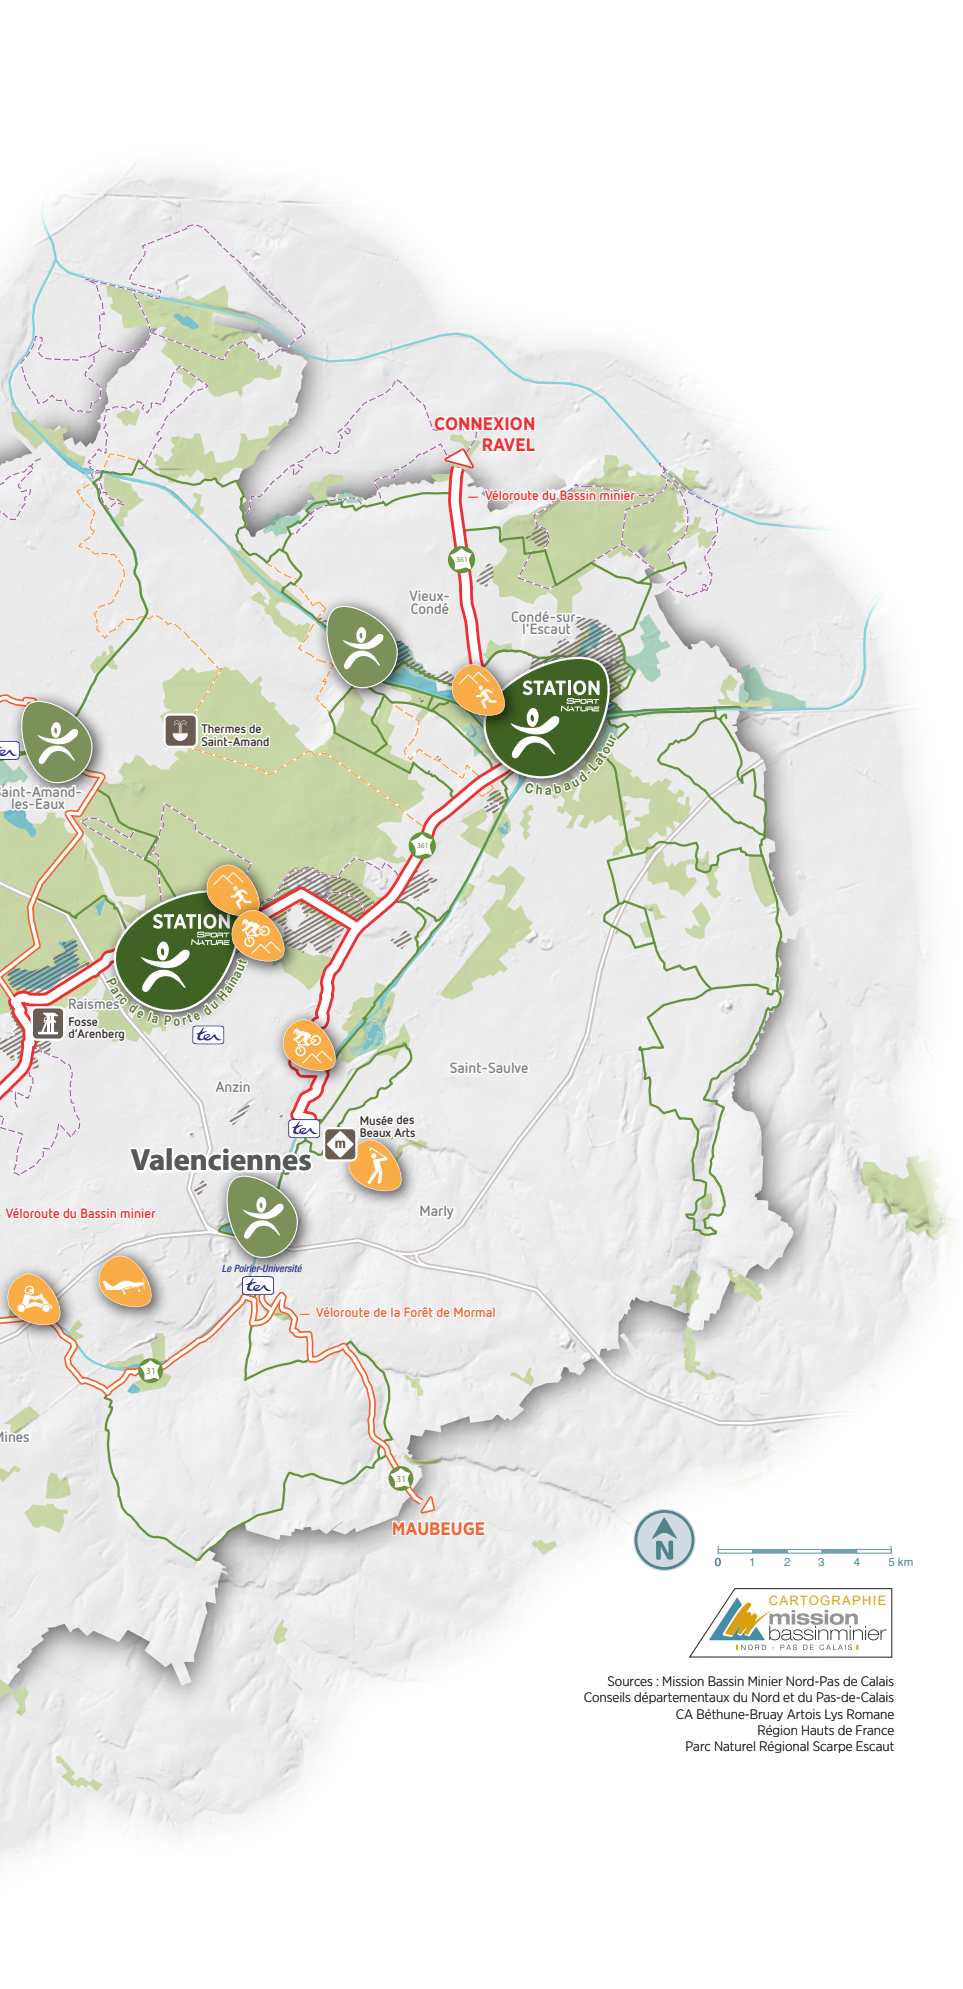 CONNEXION
RAVEL
Véloroute du Bassin minier
361
Vieux-
Condé
Condé-sur-
l'Escaut
STATION
SPORT
NATURE
Chabaud-Latour
Thermes de
Saint-Amand
ter
Saint-Amand-
les-Eaux
361
STATION
SPORT
NATURE
Parc de la Porte du Hainaut
Raismes
Fosse
d'Arenberg
ter
Saint-Saulve
Anzin
ter
Musée des
Beaux Arts
m
Valenciennes
Véloroute du Bassin minier
Marly
Le Poirier-Université
ter
Véloroute de la Forêt de Mormal
31
Mines
31
MAUBEUGE
N
0 1 2 3 4 5 km
CARTOGRAPHIE
mission
bassinminier
NORD - PAS DE CALAIS
Sources : Mission Bassin Minier Nord-Pas de Calais
Conseils départementaux du Nord et du Pas-de-Calais
CA Béthune-Bruay Artois Lys Romane
Région Hauts de France
Parc Naturel Régional Scarpe Escaut